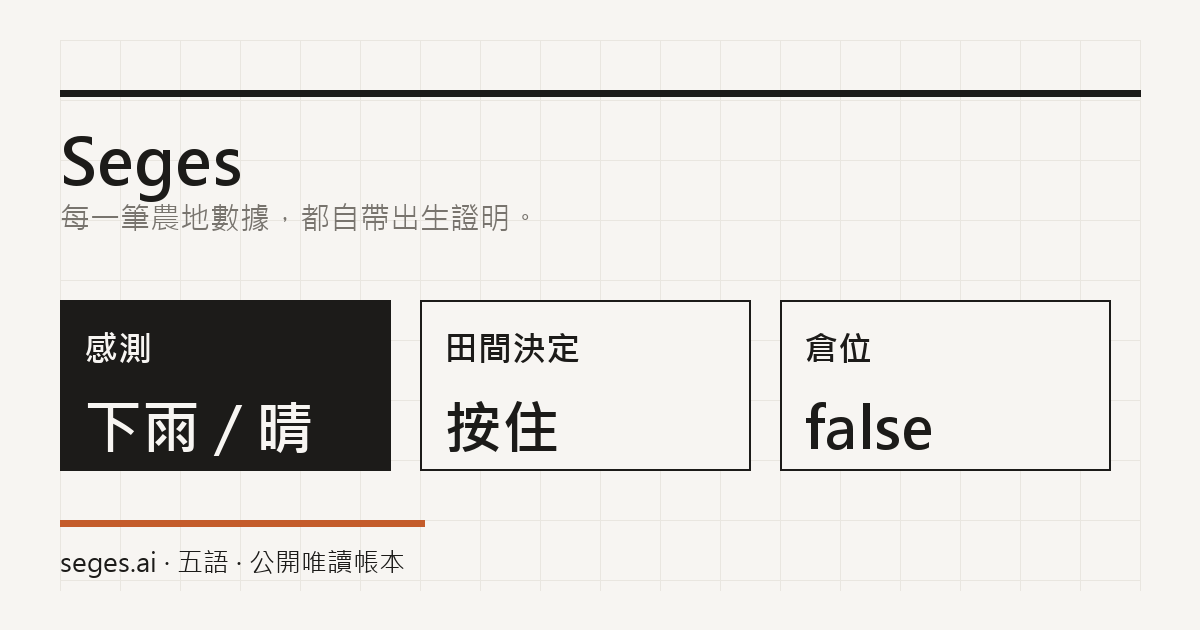 Seges
每一筆農地數據，都自帶出生證明。
感測
下雨 / 晴
田間決定
按住
倉位
false
seges.ai · 五語 · 公開唯讀帳本